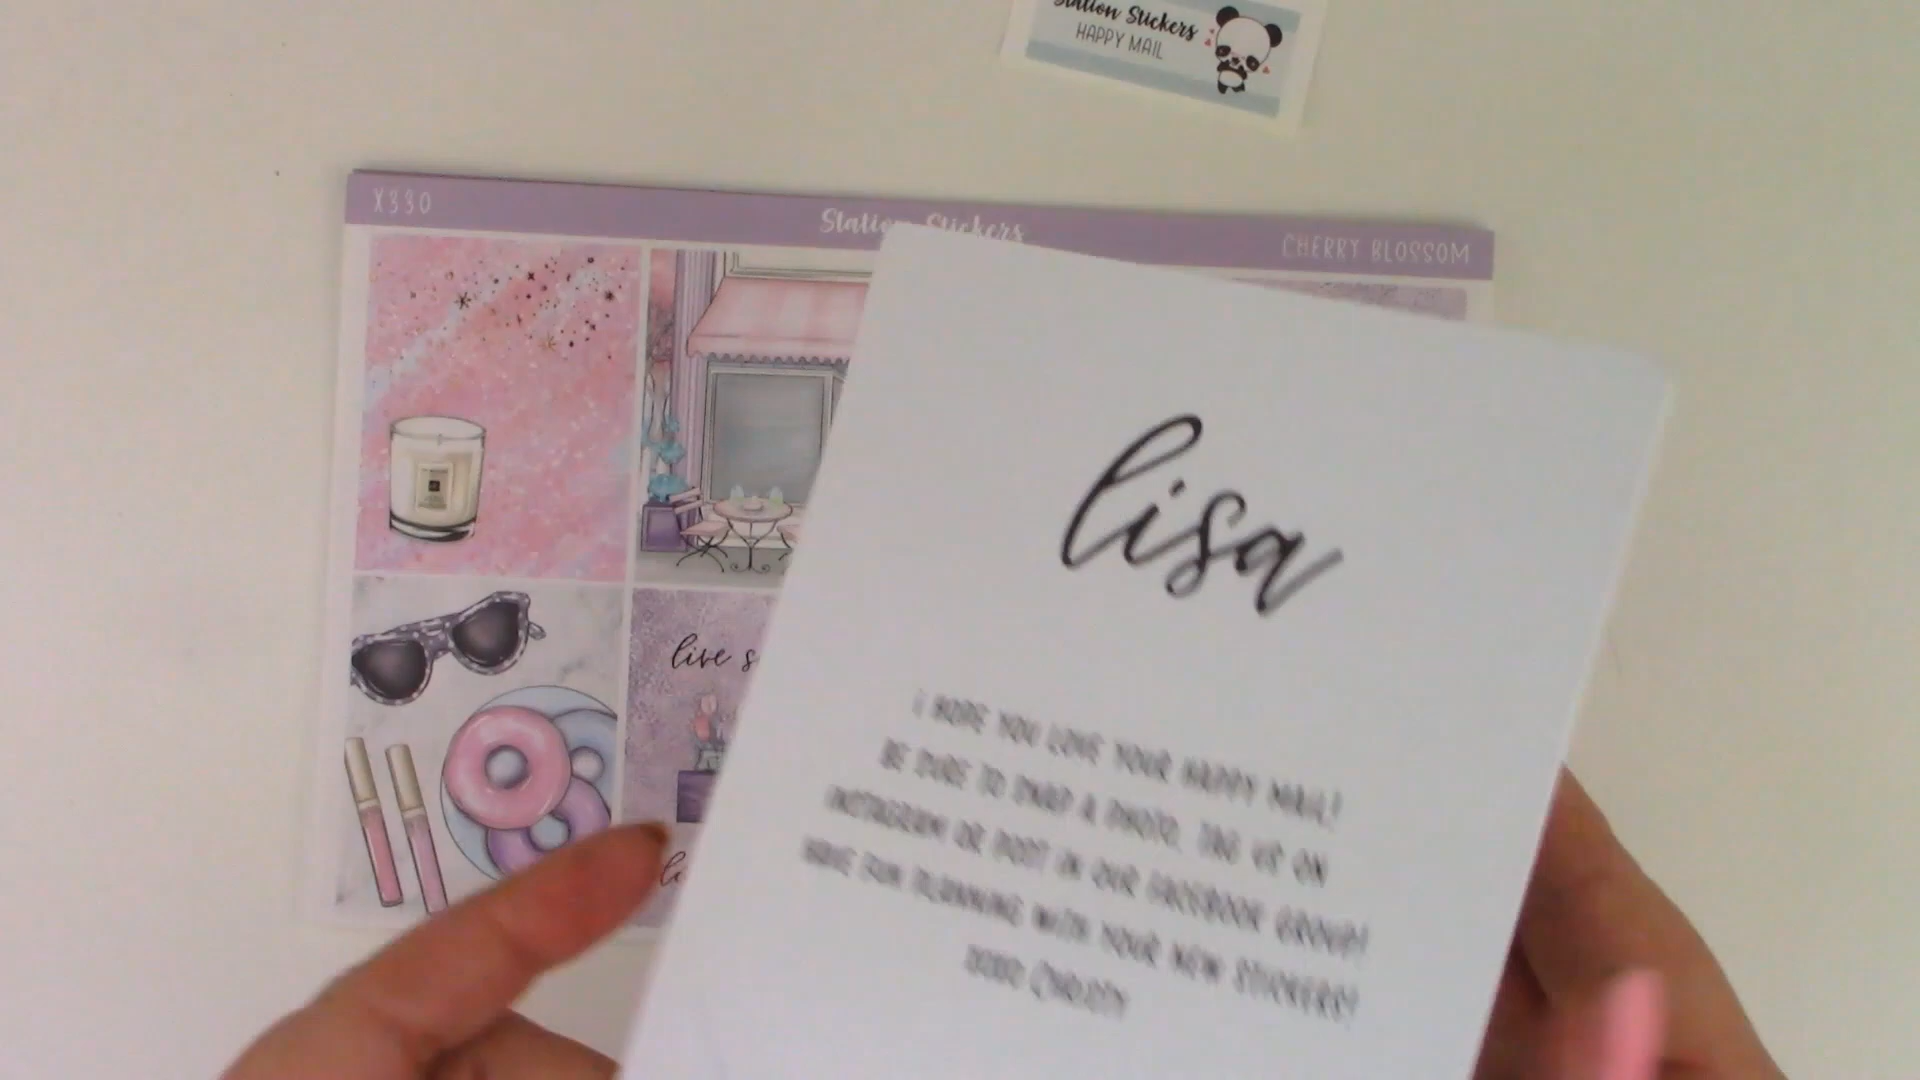 Station Stickers
HAPPY MAIL
X330
Station Stickers
CHERRY BLOSSOM
lisa
I HOPE YOU LOVE YOUR HAPPY MAIL!
BE SURE TO SNAP A PHOTO, TAG US ON
INSTAGRAM OR POST IN OUR FACEBOOK GROUP!
HAVE FUN PLANNING WITH YOUR NEW STICKERS!
XOXO CHRISTY
live